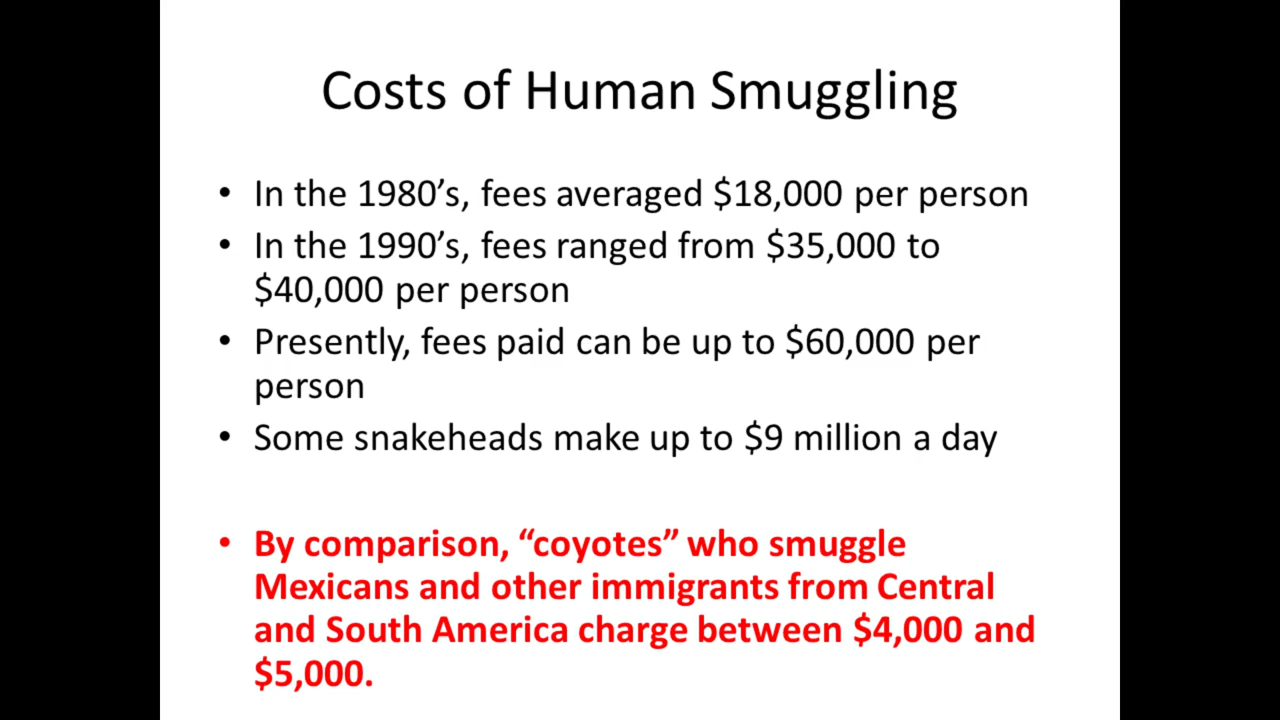 Costs of Human Smuggling
• In the 1980’s, fees averaged $18,000 per person
• In the 1990’s, fees ranged from $35,000 to
$40,000 per person
• Presently, fees paid can be up to $60,000 per
person
• Some snakeheads make up to $9 million a day
• By comparison, “coyotes” who smuggle
Mexicans and other immigrants from Central
and South America charge between $4,000 and
$5,000.